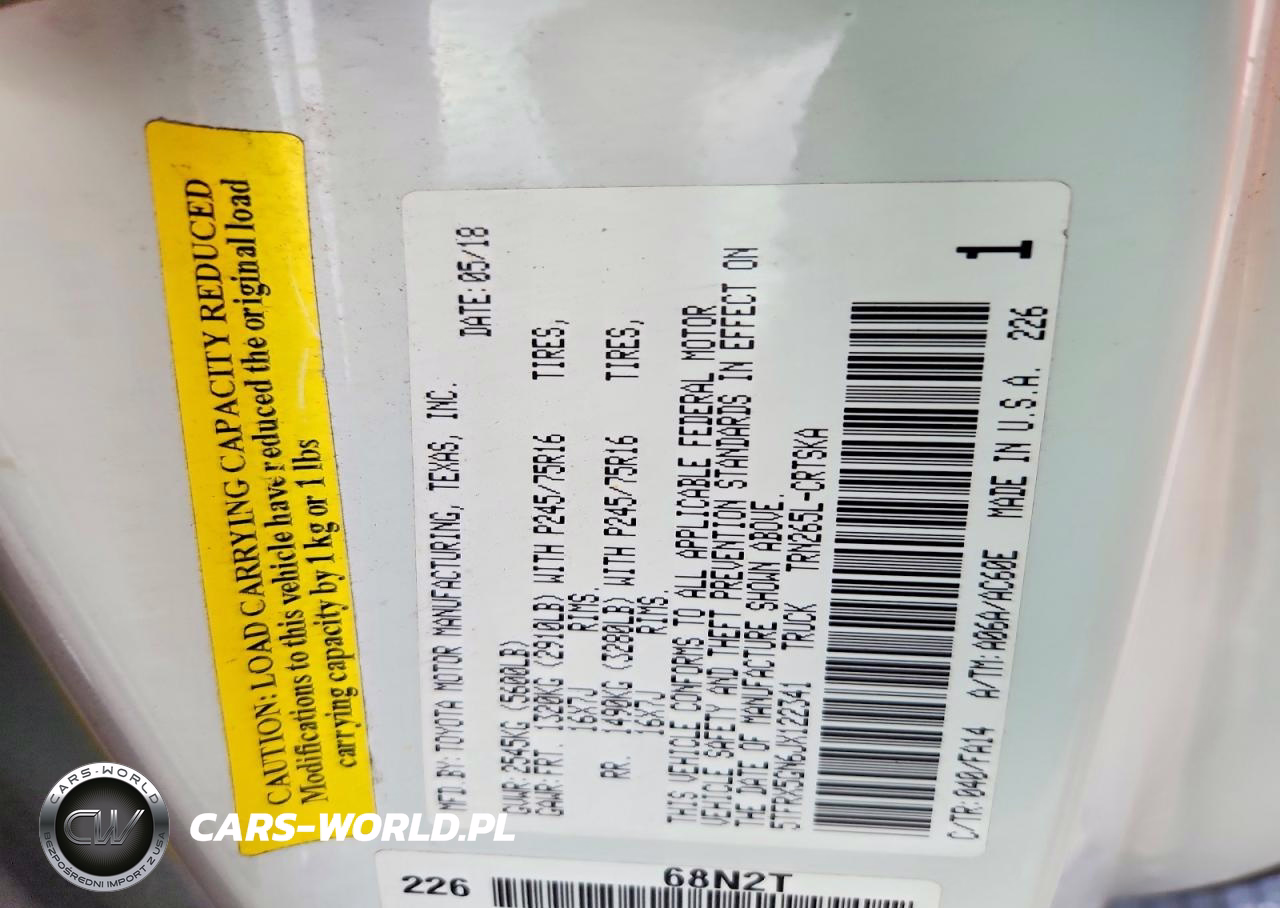 CAUTION: LOAD CARRYING CAPACITY REDUCED
Modifications to this vehicle have reduced the original load
carrying capacity by 1 kg or 1 lbs
MFD.BY: TOYOTA MOTOR MANUFACTURING, TEXAS, INC.
DATE: 05/18
GVWR: 2545KG (5600LB)
GAWR: FRT. 1320KG (2910LB) WITH P245/75R16 TIRES,
16X7J RIMS.
RR. 1490KG (3280LB) WITH P245/75R16 TIRES,
16X7J RIMS.
THIS VEHICLE CONFORMS TO ALL APPLICABLE FEDERAL MOTOR
VEHICLE SAFETY AND THEFT PREVENTION STANDARDS IN EFFECT ON
THE DATE OF MANUFACTURE SHOWN ABOVE.
5TFRX5GN6JX122341 TRUCK TRN265L-CRTSKA
1
C/TR: 040/FA14 A/TM: A06A/AC60E MADE IN U.S.A. 226
226 68N2T
CARS-WORLD
CW
BEZPOŚREDNI IMPORT Z USA
CARS-WORLD.PL